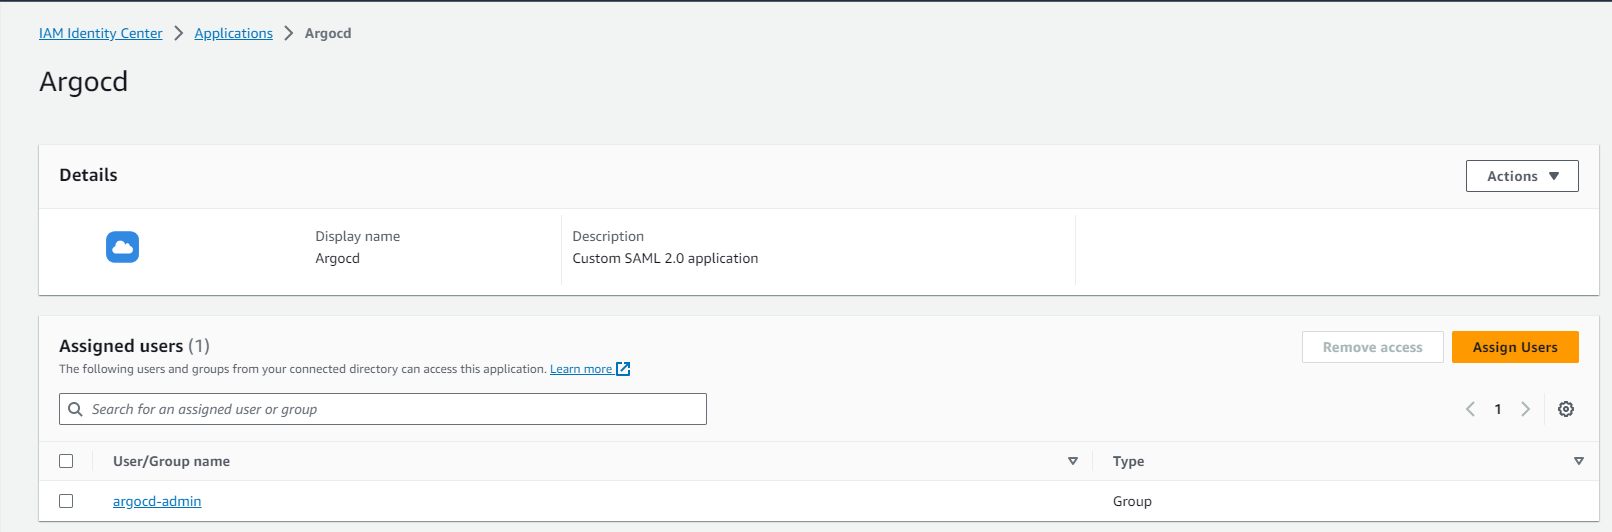 IAM Identity Center > Applications > Argocd
Argocd
Details
Actions
Display name
Argocd
Description
Custom SAML 2.0 application
Assigned users (1)
Remove access
Assign Users
The following users and groups from your connected directory can access this application. Learn more
Search for an assigned user or group
1
User/Group name
Type
argocd-admin
Group